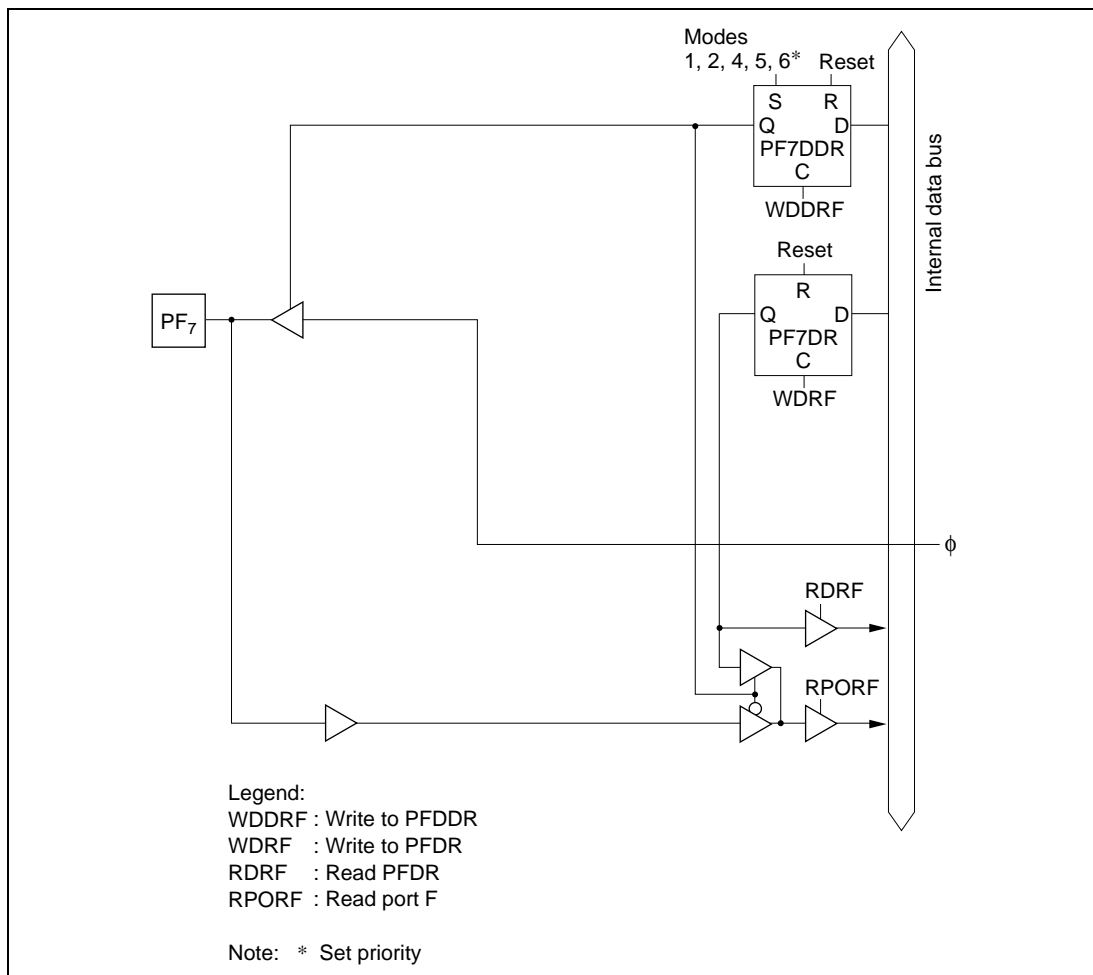 Modes
1, 2, 4, 5, 6* Reset
S R
Q D
PF7DDR
C
WDDRF
Internal data bus
Reset
R
Q D
PF7DR
C
WDRF
PF7
ϕ
RDRF
RPORF
Legend:
WDDRF : Write to PFDDR
WDRF : Write to PFDR
RDRF : Read PFDR
RPORF : Read port F
Note: * Set priority